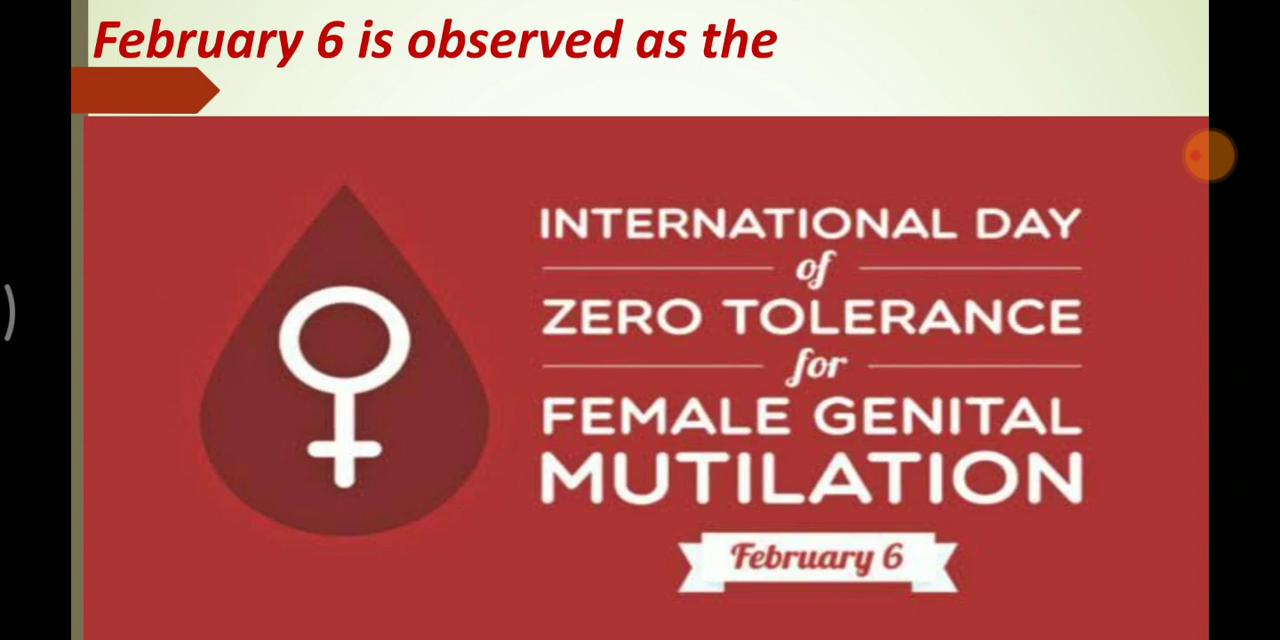 February 6 is observed as the
INTERNATIONAL DAY
of
ZERO TOLERANCE
for
FEMALE GENITAL
MUTILATION
February 6